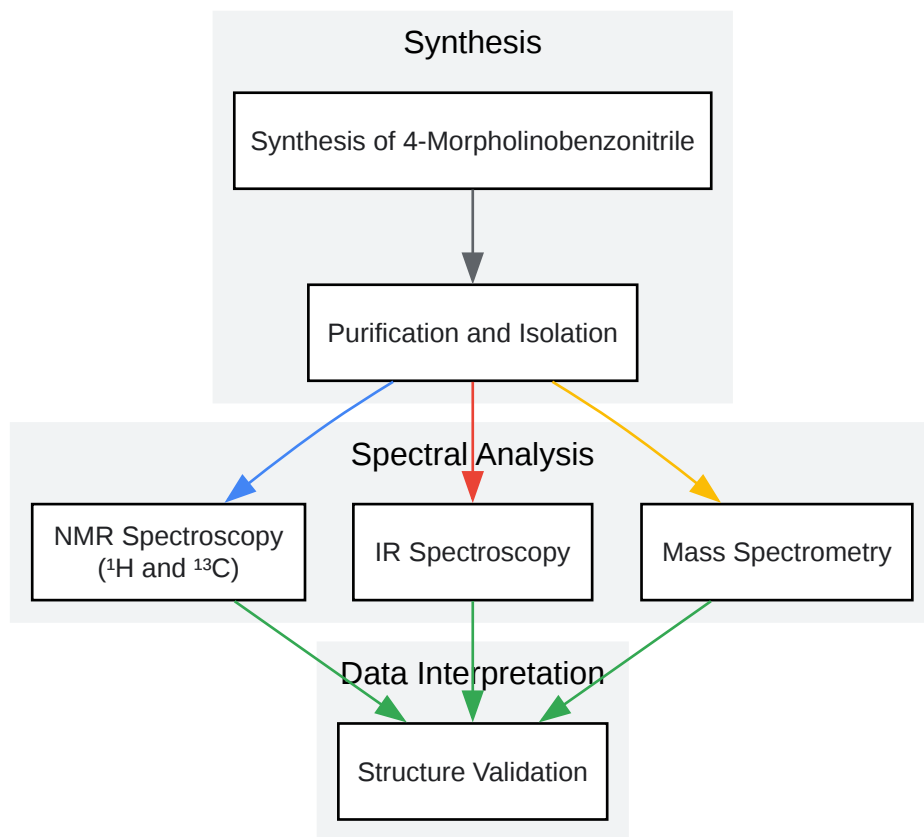 Synthesis
Synthesis of 4-Morpholinobenzonitrile
Purification and Isolation
Spectral Analysis
NMR Spectroscopy
(¹H and ¹³C)
IR Spectroscopy
Mass Spectrometry
Data Interpretation
Structure Validation